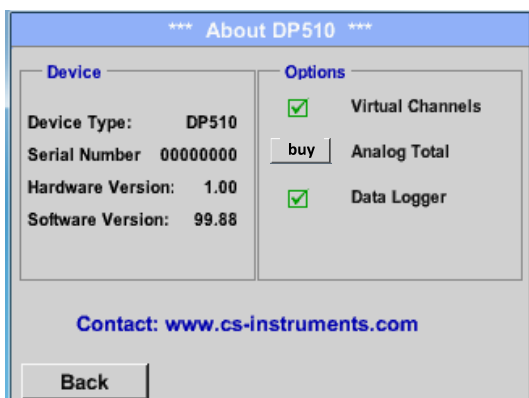 *** About DP510 ***
Device
Device Type: DP510
Serial Number 00000000
Hardware Version: 1.00
Software Version: 99.88
Options
Virtual Channels
buy Analog Total
Data Logger
Contact: www.cs-instruments.com
Back